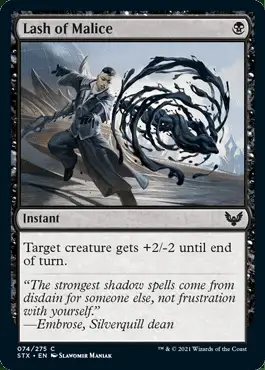 Lash of Malice
Instant
Target creature gets +2/-2 until end
of turn.
“The strongest shadow spells come from
disdain for someone else, not frustration
with yourself.”
—Embrose, Silverquill dean
074/275 C
STX • EN Slawomir Maniak
™ & © 2021 Wizards of the Coast